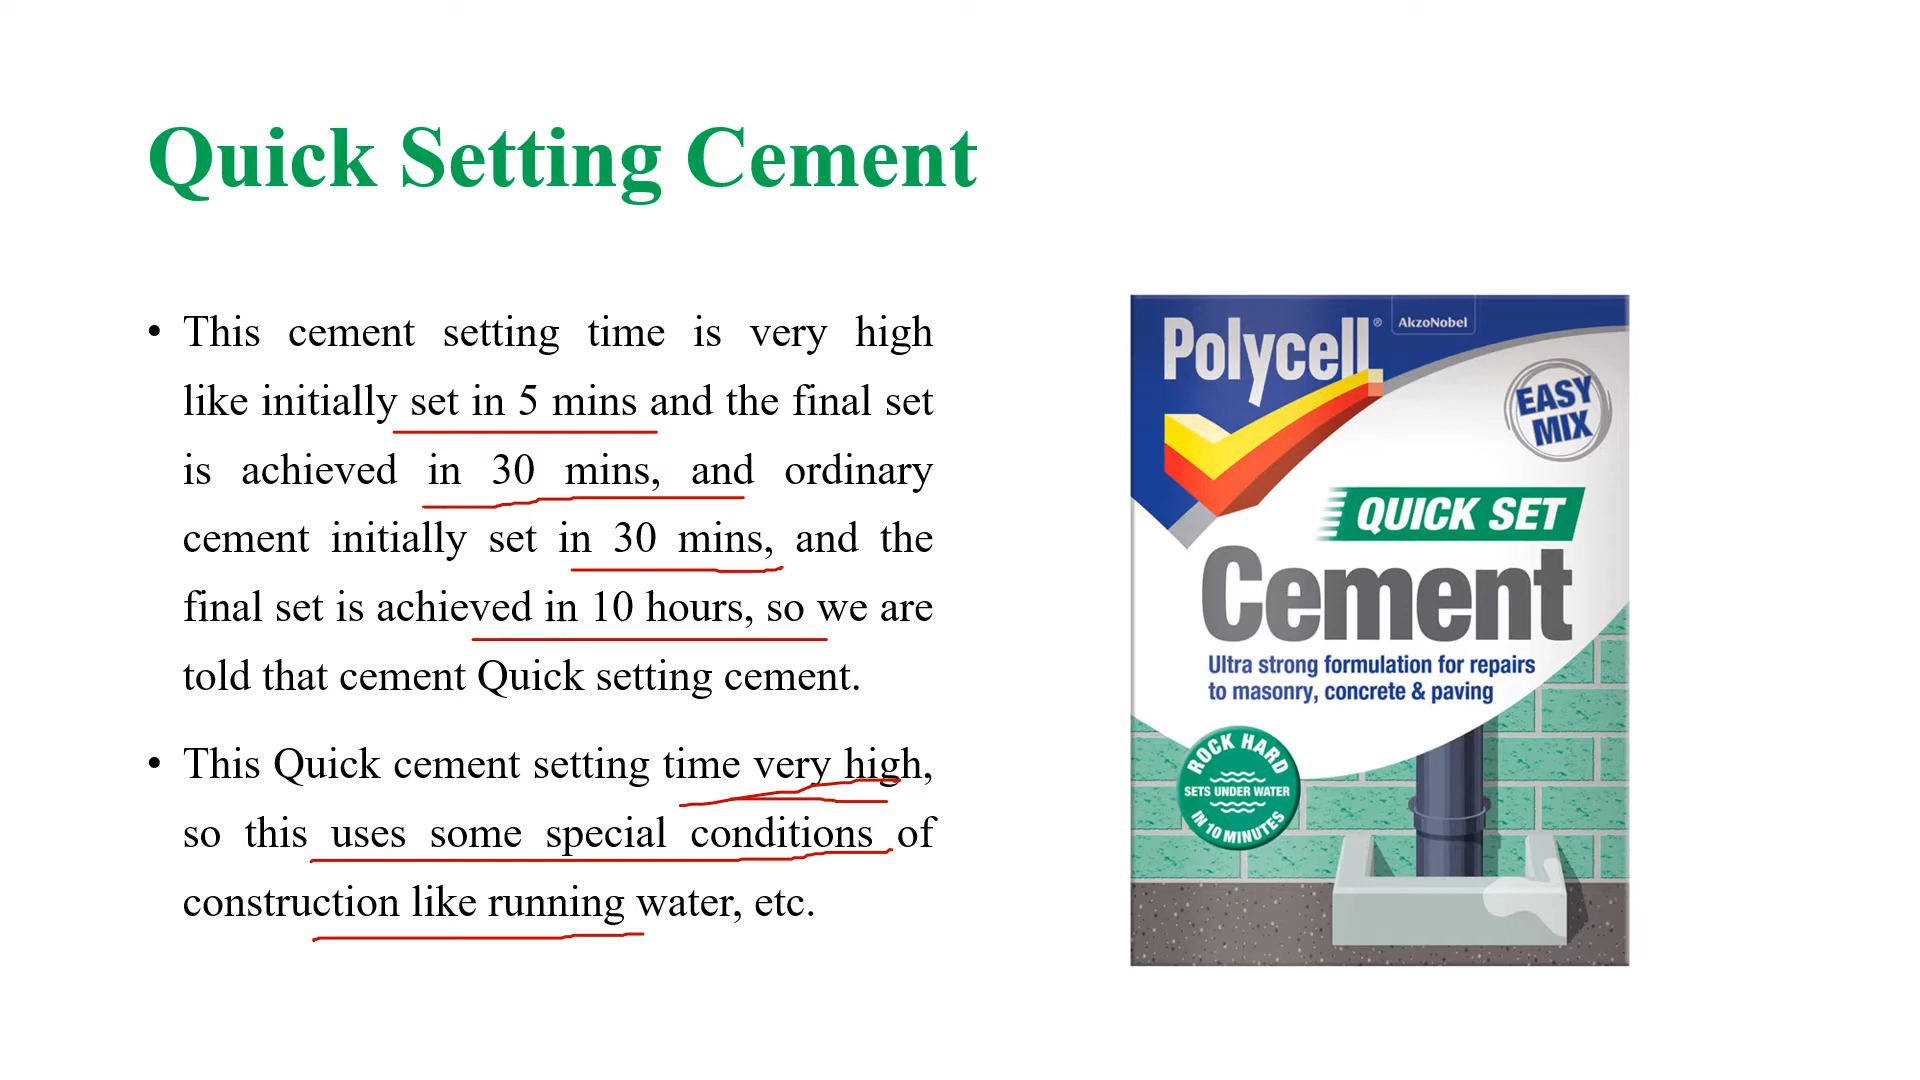 Quick Setting Cement
• This cement setting time is very high
like initially set in 5 mins and the final set
is achieved in 30 mins, and ordinary
cement initially set in 30 mins, and the
final set is achieved in 10 hours, so we are
told that cement Quick setting cement.
• This Quick cement setting time very high,
so this uses some special conditions of
construction like running water, etc.
Polycell®
AkzoNobel
EASY
MIX
QUICK SET
Cement
Ultra strong formulation for repairs
to masonry, concrete & paving
ROCK HARD
SETS UNDER WATER
IN 10 MINUTES